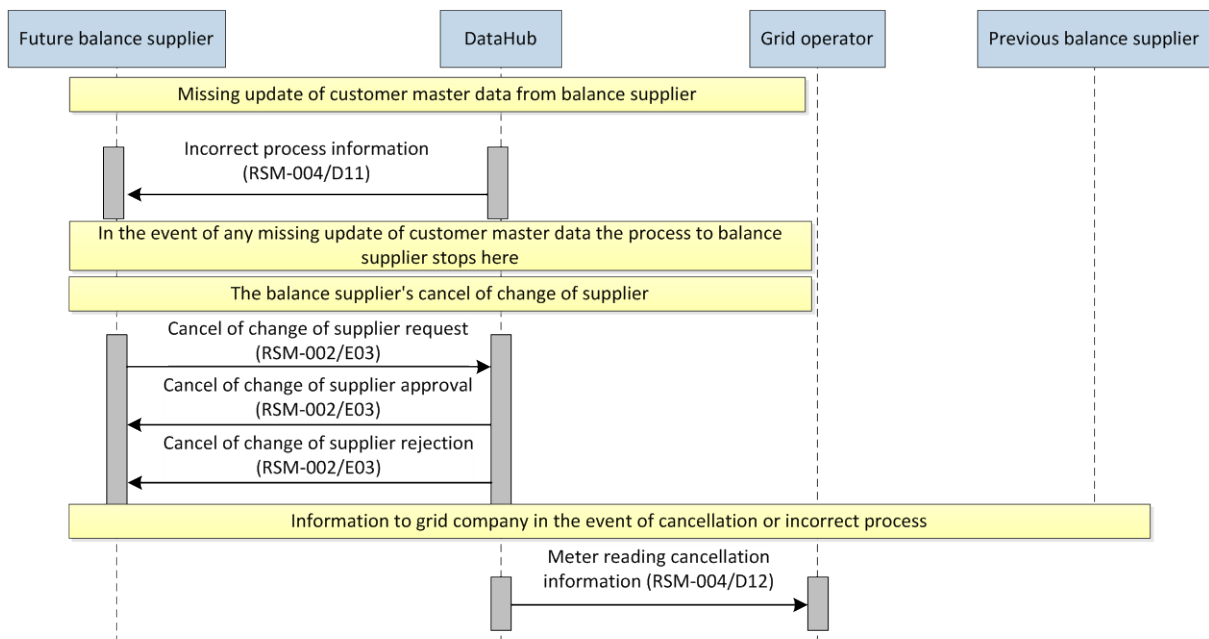 Future balance supplier
DataHub
Grid operator
Previous balance supplier
Missing update of customer master data from balance supplier
Incorrect process information
(RSM-004/D11)
In the event of any missing update of customer master data the process to balance
supplier stops here
The balance supplier's cancel of change of supplier
Cancel of change of supplier request
(RSM-002/E03)
Cancel of change of supplier approval
(RSM-002/E03)
Cancel of change of supplier rejection
(RSM-002/E03)
Information to grid company in the event of cancellation or incorrect process
Meter reading cancellation
information (RSM-004/D12)